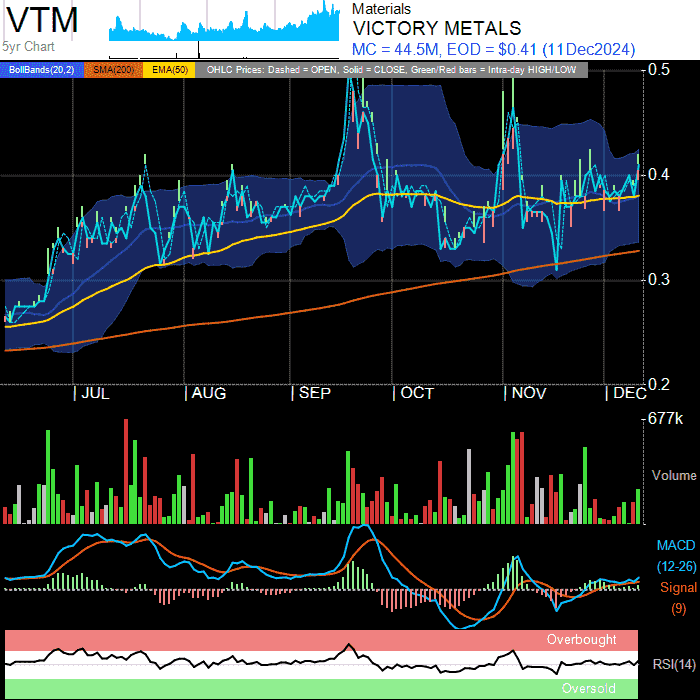 VTM
5yr Chart
Materials
VICTORY METALS
MC = 44.5M, EOD = $0.41 (11Dec2024)
BollBands(20,2) SMA(200) EMA(50) OHLC Prices: Dashed = OPEN, Solid = CLOSE, Green/Red bars = Intra-day HIGH/LOW
0.5
0.4
0.3
0.2
JUL AUG SEP OCT NOV DEC
677k
Volume
MACD
(12-26)
Signal
(9)
Overbought
RSI(14)
Oversold